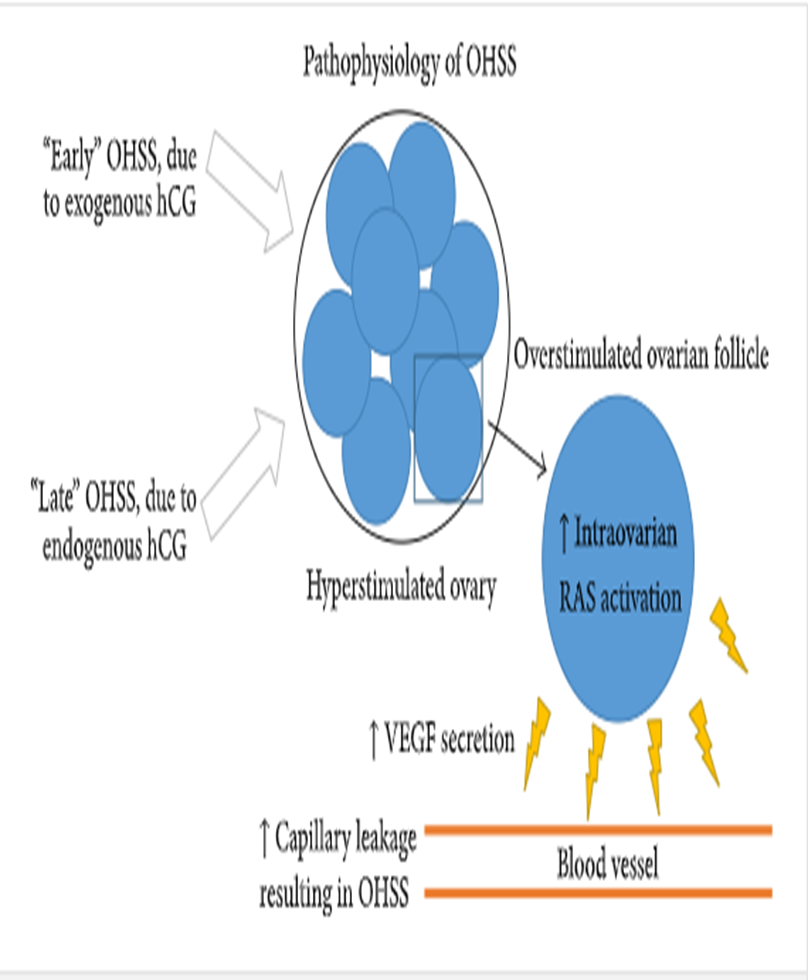 Pathophysiology of OHSS
“Early” OHSS, due
to exogenous hCG
Overstimulated ovarian follicle
“Late” OHSS, due to
endogenous hCG
↑ Intraovarian
RAS activation
Hyperstimulated ovary
↑ VEGF secretion
↑ Capillary leakage
resulting in OHSS
Blood vessel